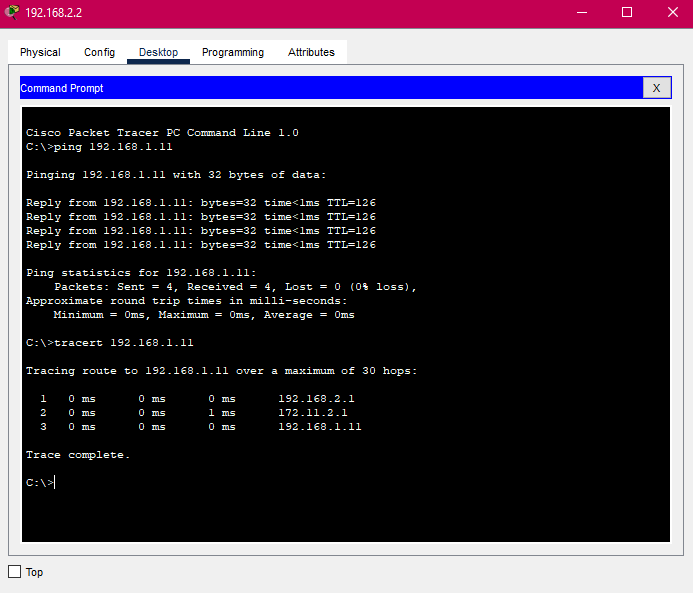 192.168.2.2
Physical Config Desktop Programming Attributes
Command Prompt X
Cisco Packet Tracer PC Command Line 1.0
C:\>ping 192.168.1.11
Pinging 192.168.1.11 with 32 bytes of data:
Reply from 192.168.1.11: bytes=32 time<1ms TTL=126
Reply from 192.168.1.11: bytes=32 time<1ms TTL=126
Reply from 192.168.1.11: bytes=32 time<1ms TTL=126
Reply from 192.168.1.11: bytes=32 time<1ms TTL=126
Ping statistics for 192.168.1.11:
Packets: Sent = 4, Received = 4, Lost = 0 (0% loss),
Approximate round trip times in milli-seconds:
Minimum = 0ms, Maximum = 0ms, Average = 0ms
C:\>tracert 192.168.1.11
Tracing route to 192.168.1.11 over a maximum of 30 hops:
1 0 ms 0 ms 0 ms 192.168.2.1
2 0 ms 0 ms 1 ms 172.11.2.1
3 0 ms 0 ms 0 ms 192.168.1.11
Trace complete.
C:\>
Top